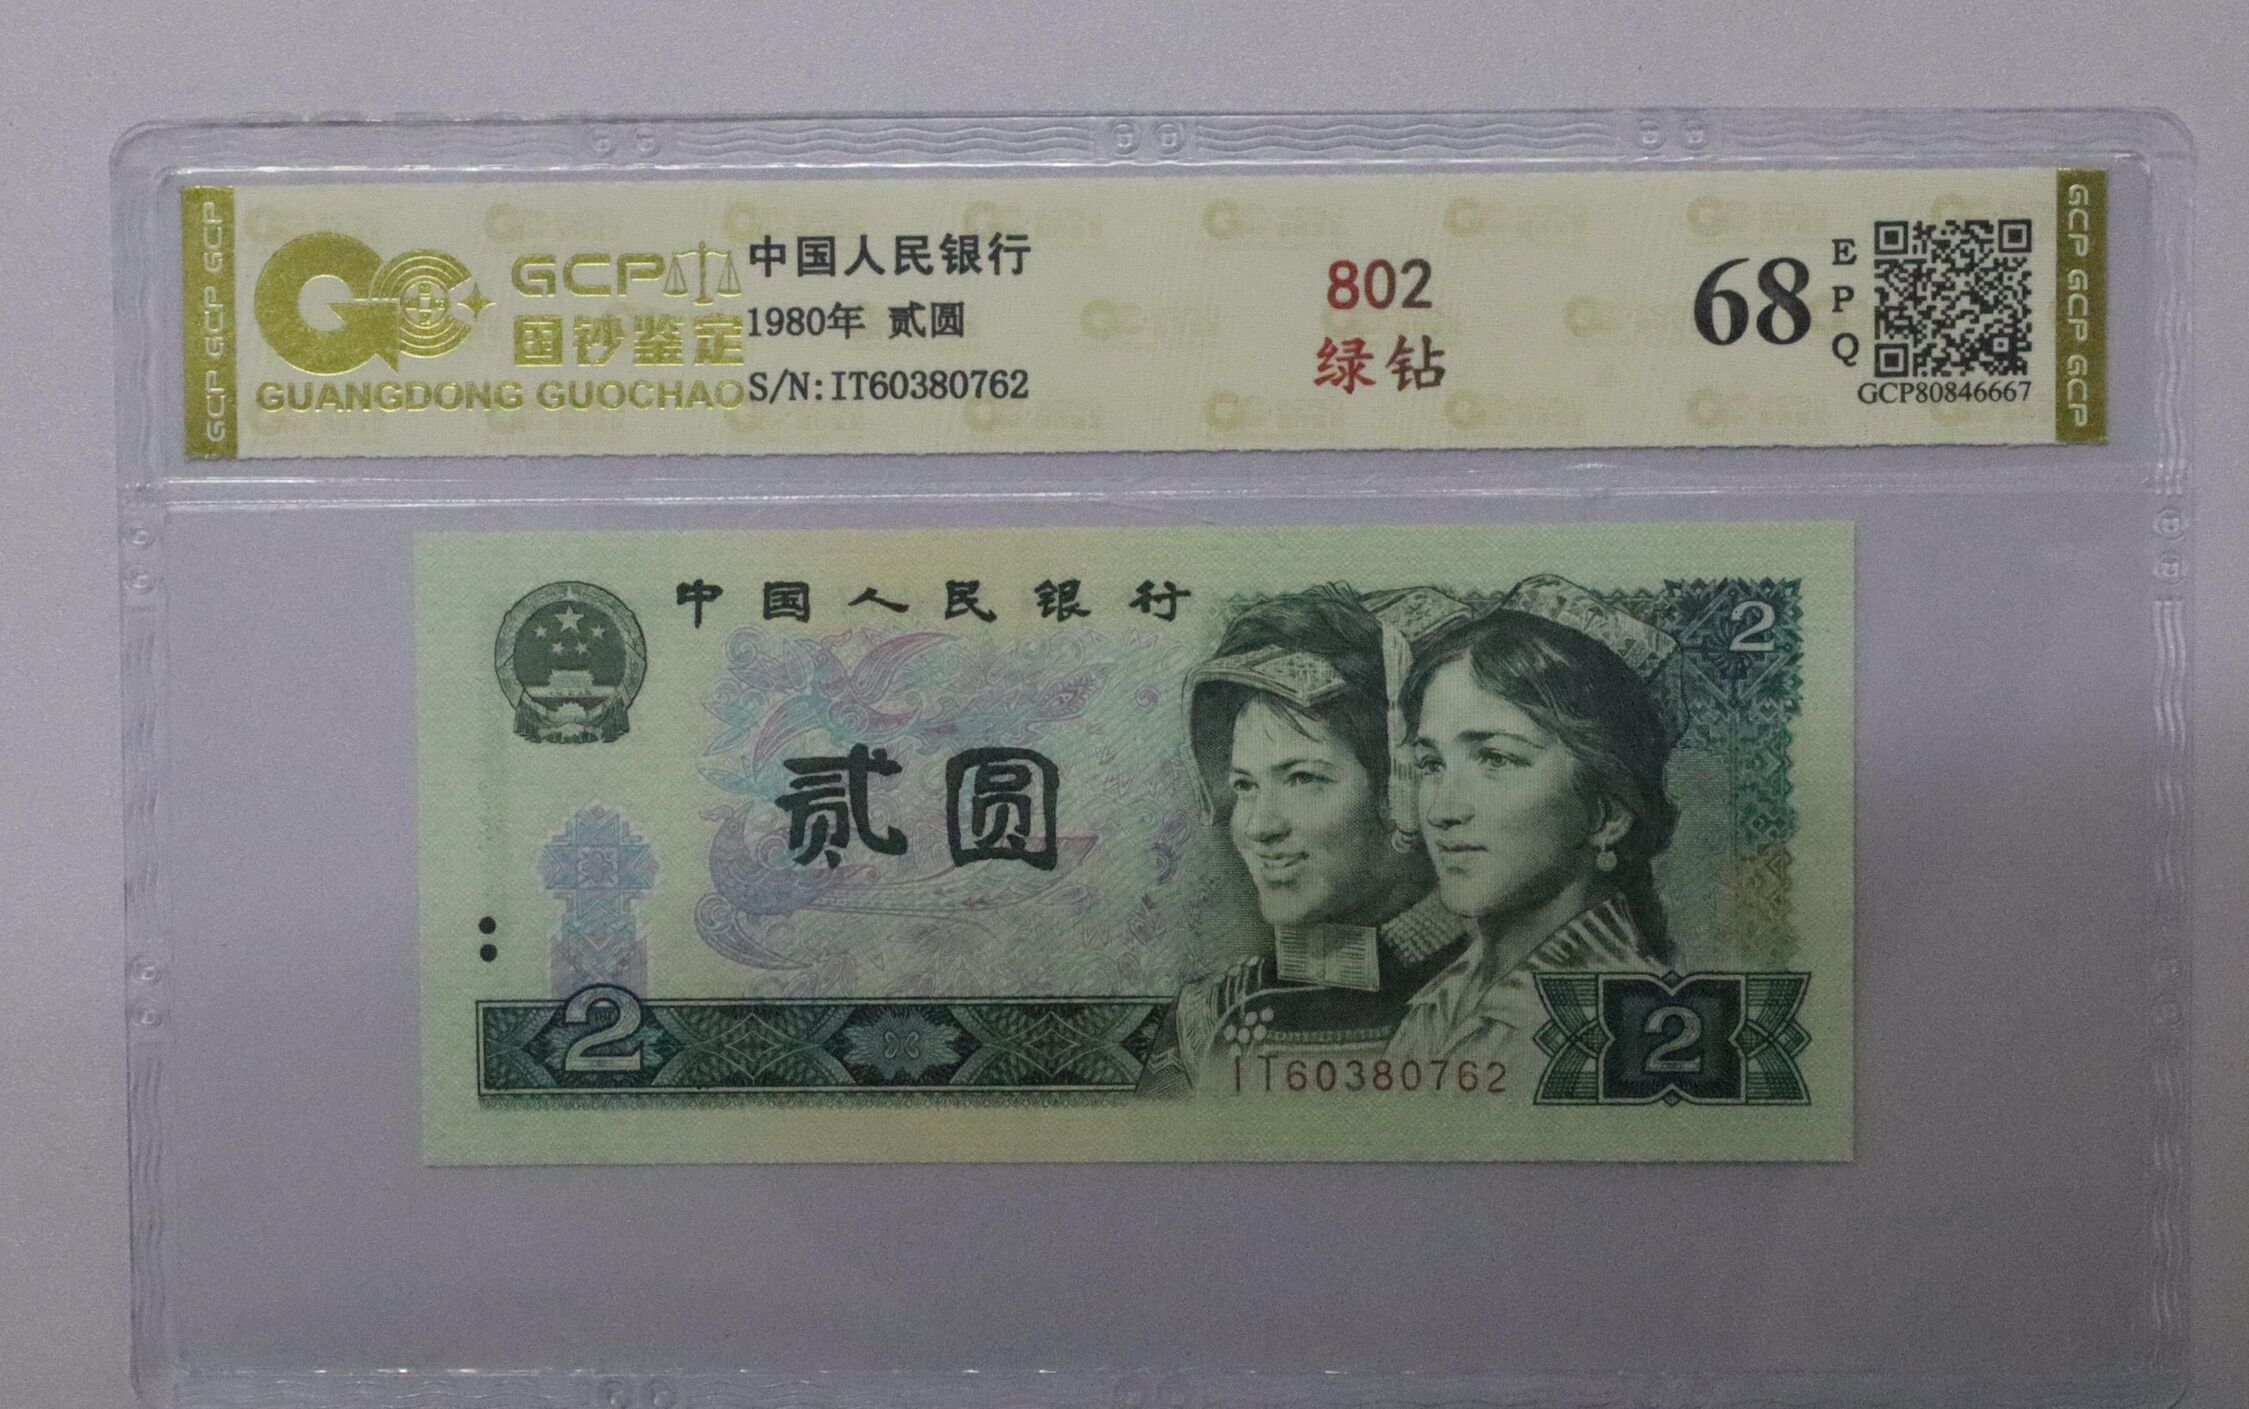 GCP GCP GCP
GCP
国钞鉴定
GUANGDONG GUOCHAO
中国人民银行
1980年 贰圆
S/N:IT60380762
802
绿钻
68
EPQ
GCP80846667
GCP GCP GCP
中国人民银行
2
贰圆
2
2
IT60380762